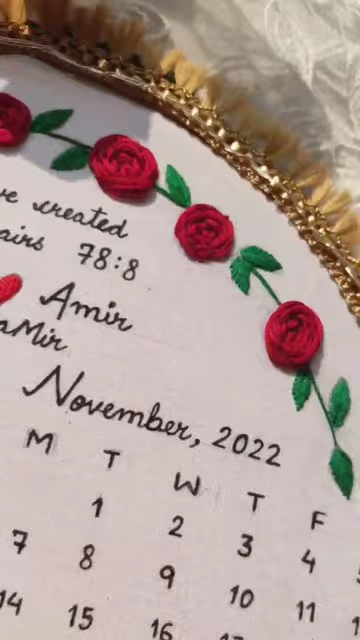 created
airs 78:8
Amir
aMir
November, 2022
M T W T F
1 2 3 4
7 8 9 10 11
14 15 16